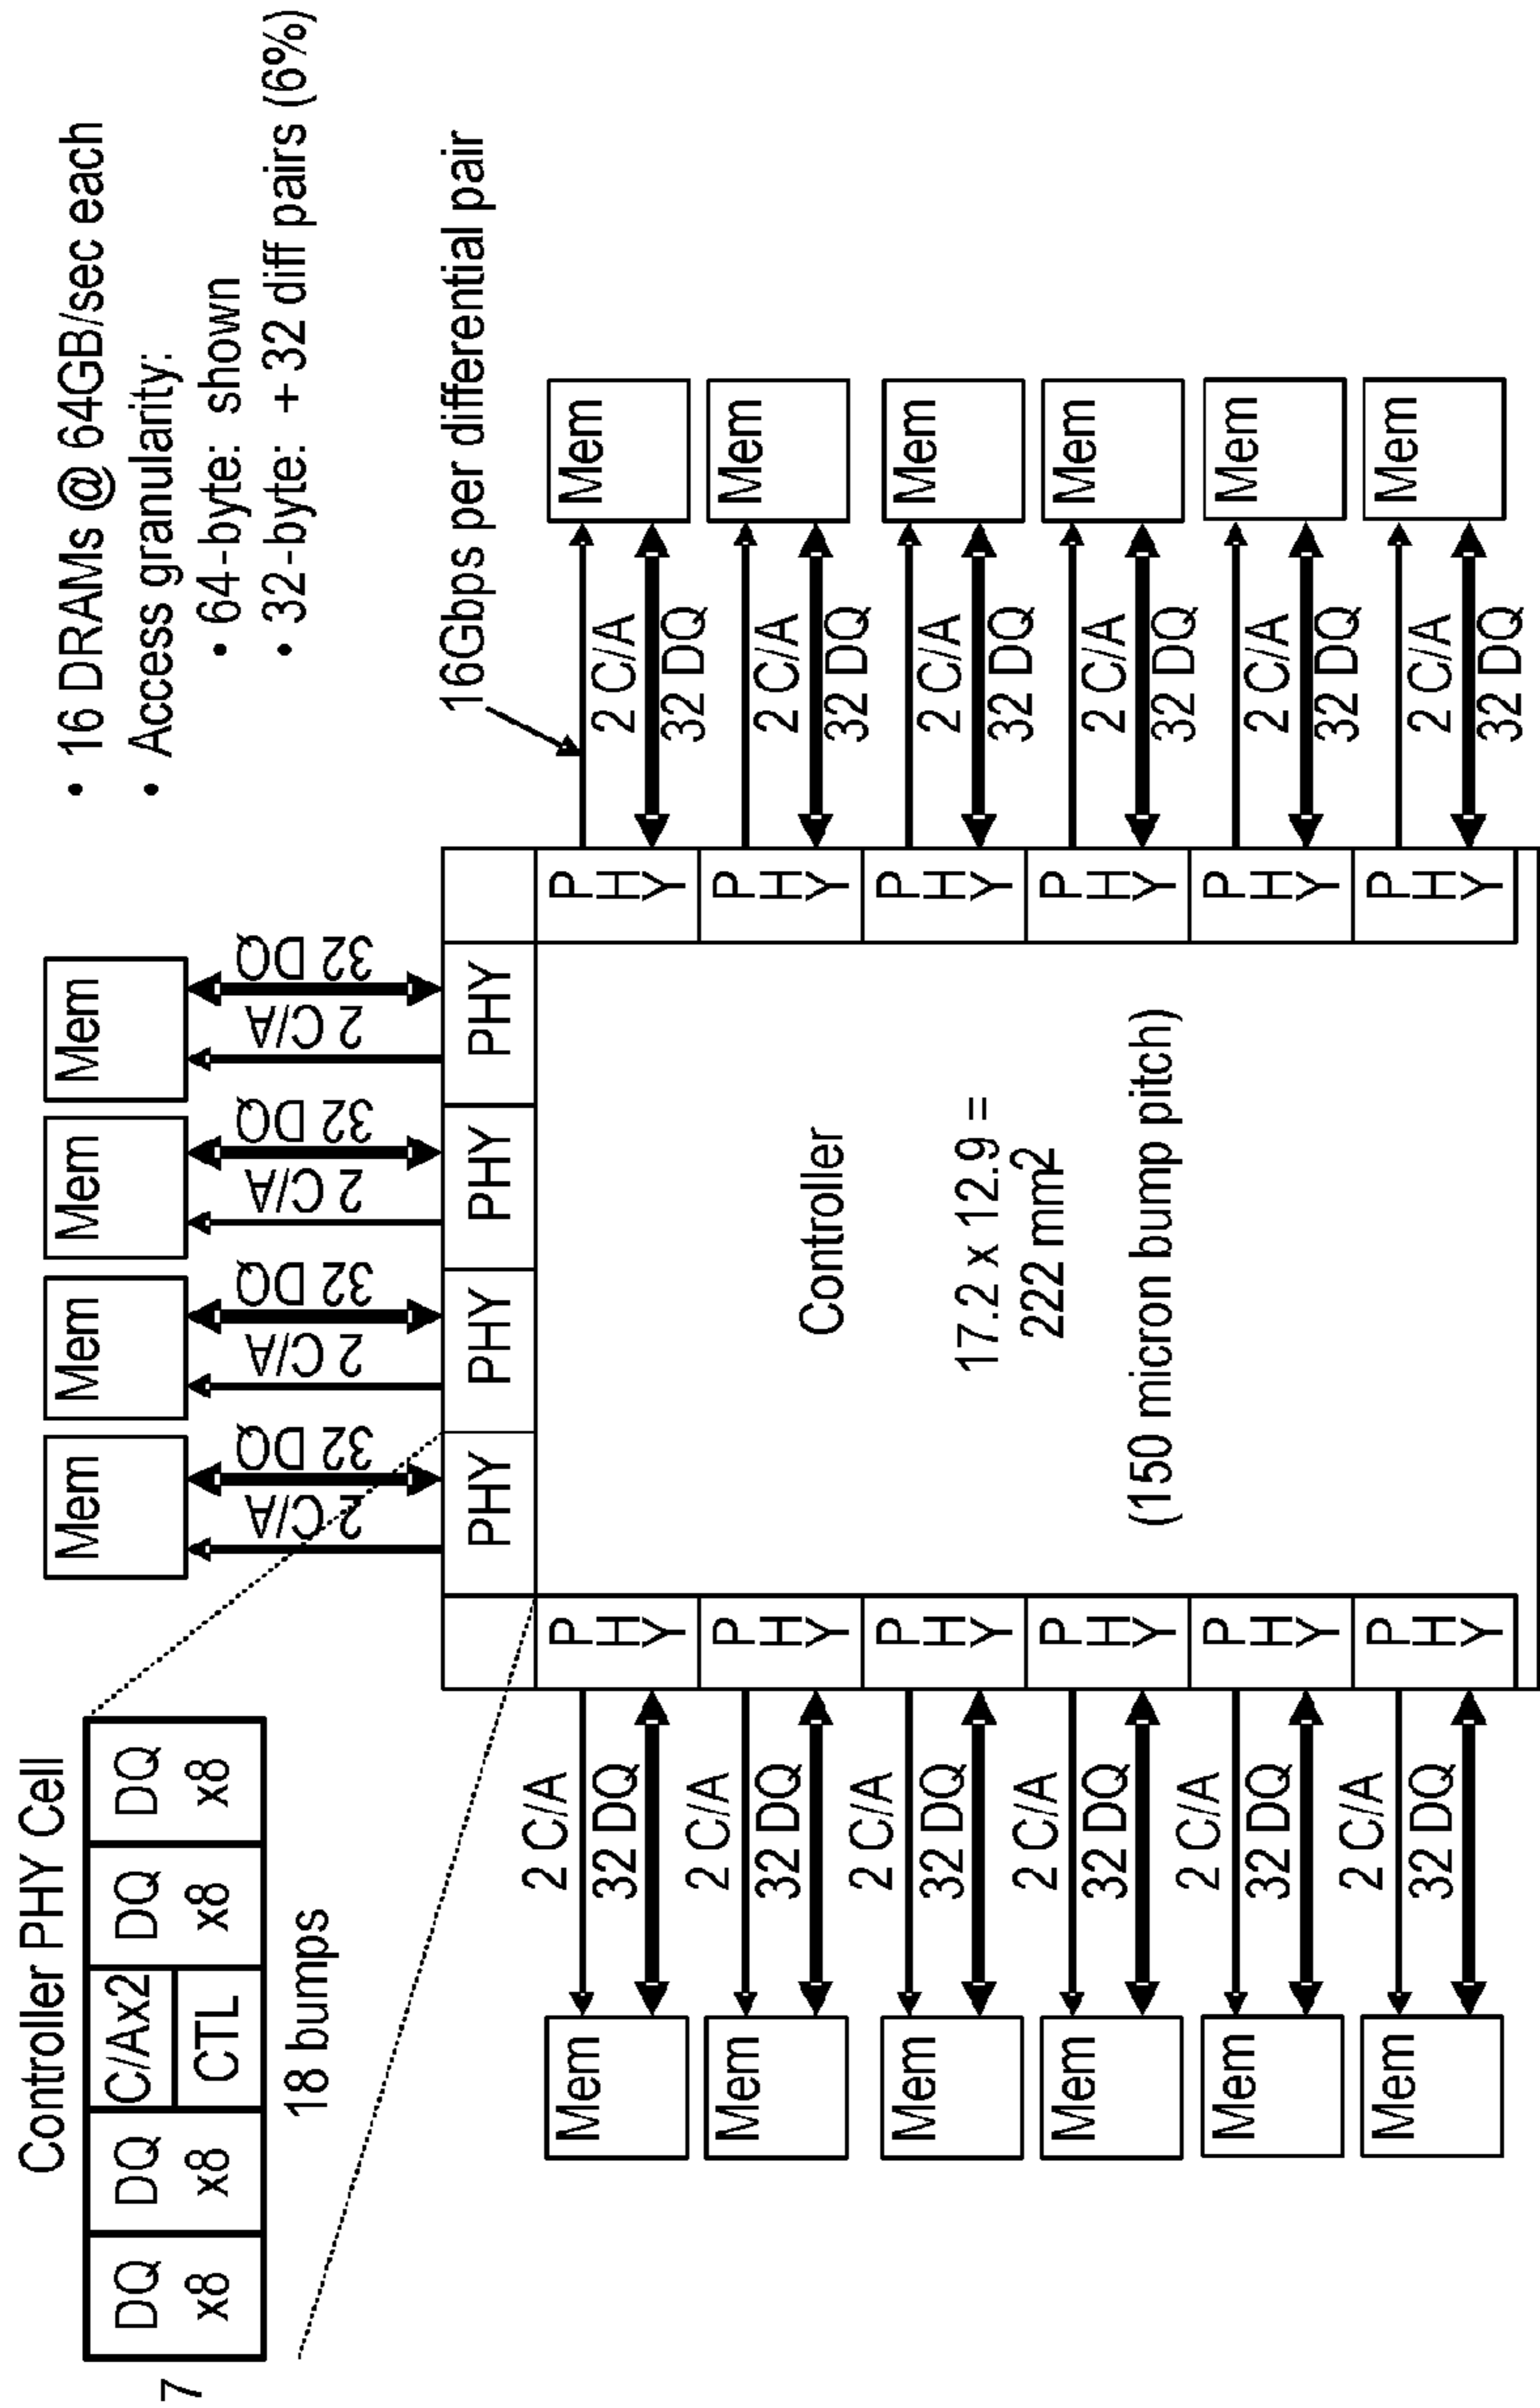 Controller PHY Cell
7
DQ x8
DQ x8
C/Ax2
CTL
DQ x8
DQ x8
18 bumps
Mem
Mem
Mem
Mem
2 C/A
32 DQ
2 C/A
32 DQ
2 C/A
32 DQ
2 C/A
32 DQ
PHY
PHY
PHY
PHY
• 16 DRAMs @ 64GB/sec each
• Access granularity:
• 64-byte: shown
• 32-byte: + 32 diff pairs (6%)
16Gbps per differential pair
Mem
2 C/A
32 DQ
PHY
PHY
2 C/A
32 DQ
Mem
Mem
2 C/A
32 DQ
PHY
PHY
2 C/A
32 DQ
Mem
Mem
2 C/A
32 DQ
PHY
PHY
2 C/A
32 DQ
Mem
Mem
2 C/A
32 DQ
PHY
PHY
2 C/A
32 DQ
Mem
Mem
2 C/A
32 DQ
PHY
PHY
2 C/A
32 DQ
Mem
Mem
2 C/A
32 DQ
PHY
PHY
2 C/A
32 DQ
Mem
Controller
17.2 x 12.9 =
222 mm2
(150 micron bump pitch)